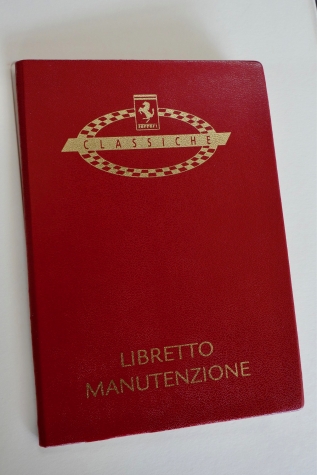 Ferrari
CLASSICHE
LIBRETTO
MANUTENZIONE